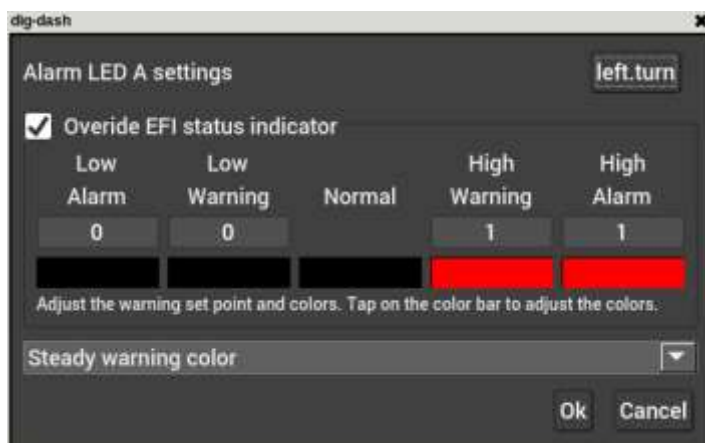 dig-dash
Alarm LED A settings left.turn
Overide EFI status indicator
Low Low High High
Alarm Warning Normal Warning Alarm
0 0 1 1
Adjust the warning set point and colors. Tap on the color bar to adjust the colors.
Steady warning color
Ok Cancel